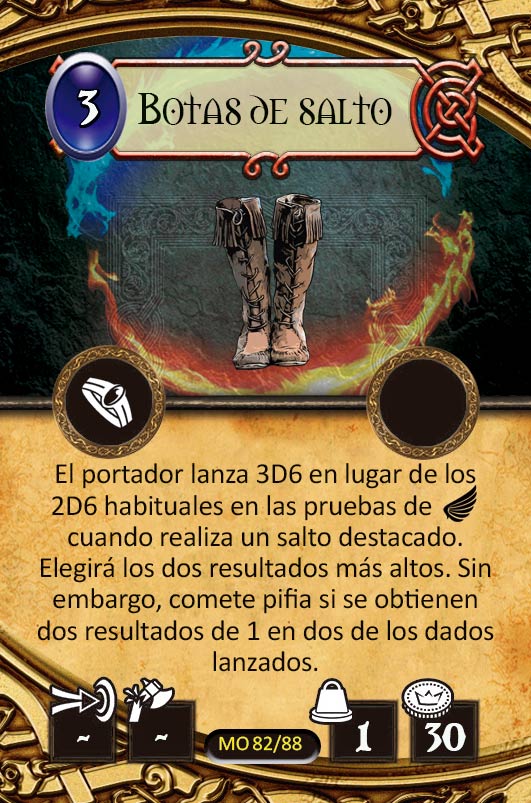 3
Botas de salto
El portador lanza 3D6 en lugar de los
2D6 habituales en las pruebas de
cuando realiza un salto destacado.
Elegirá los dos resultados más altos. Sin
embargo, comete pifia si se obtienen
dos resultados de 1 en dos de los dados
lanzados.
~ ~ MO 82/88 1 30